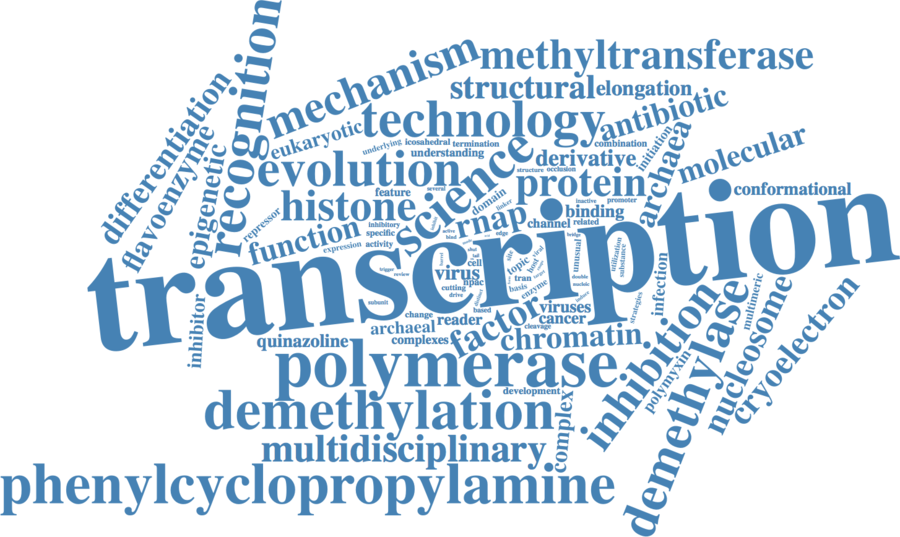 methyltransferase
mechanism
recognition
structural
elongation
differentiation
technology
antibiotic
eukaryotic
underlying
icosahedral
termination
combination
initiation
understanding
flavoenzyme
epigenetic
evolution
science
derivative
archaea
molecular
structure
occlusion
protein
conformational
feature
several
domain
linker
inactive
promoter
histone
rnap
binding
repressor
function
inhibitory
specific
channel
related
expression
activity
transcription
active
bind
edge
bridge
cell
site
topic
host
viral
unusual
utilization
substance
trigger
review
virus
upac
tran
cutting
basis
enzyme
double
drive
infection
multimeric
subunit
based
viruses
strategies
change
reader
factor
cancer
cleavage
inhibitor
archaeal
complexes
chromatin
quinazoline
inhibition
demethylase
nucleosome
cryoelectron
polymerase
polymyxin
development
demethylation
complex
multidisciplinary
phenylcyclopropylamine